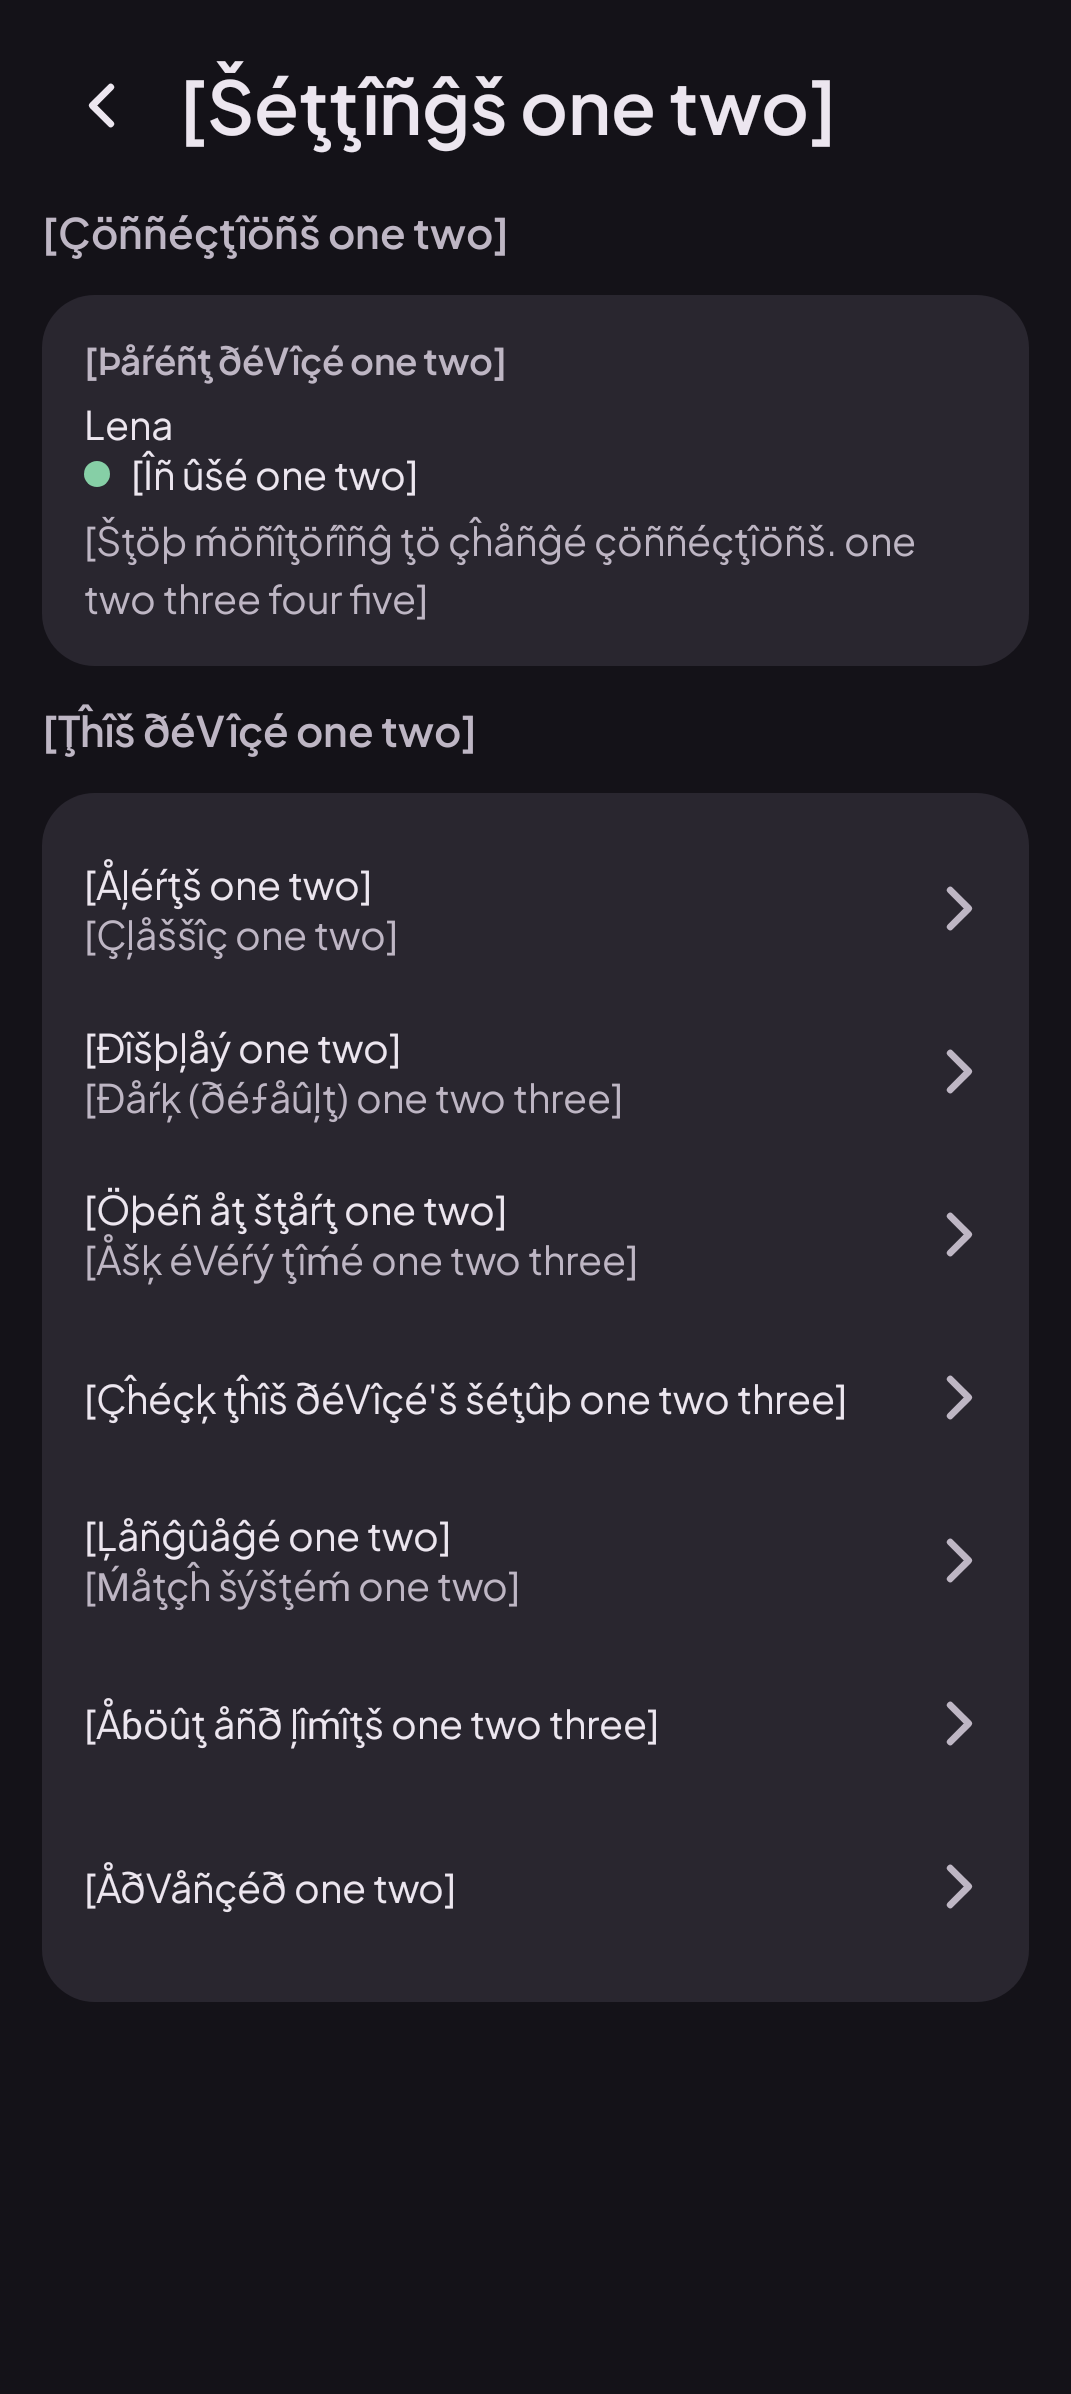 [Šéţţîñĝš one two]
[Çöññéçţîöñš one two]
[Þåŕéñţ ðéVîçé one two]
Lena
[Îñ ûšé one two]
[Šţöþ ḿöñîţöŕîñĝ ţö çĥåñĝé çöññéçţîöñš. one
two three four five]
[Ţĥîš ðéVîçé one two]
[Åļéŕţš one two]
[Çļåššîç one two]
[Ðîšþļåý one two]
[Ðåŕķ (ðéƒåûļţ) one two three]
[Öþéñ åţ šţåŕţ one two]
[Åšķ éVéŕý ţîḿé one two three]
[Çĥéçķ ţĥîš ðéVîçé'š šéţûþ one two three]
[Ļåñĝûåĝé one two]
[Ḿåţçĥ šýšţéḿ one two]
[Åƀöûţ åñð ļîḿîţš one two three]
[ÅðVåñçéð one two]